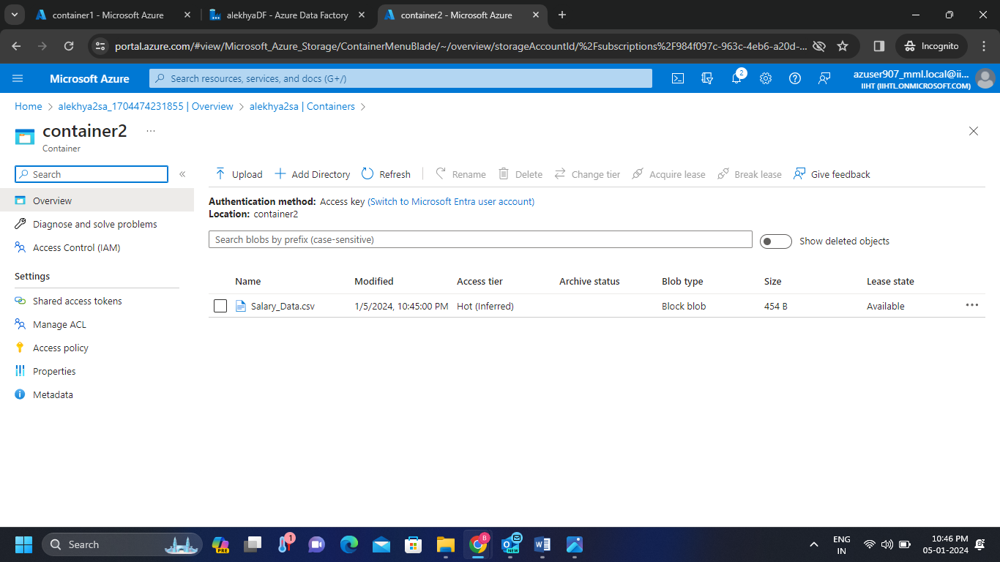 container1 - Microsoft Azure
alekhyaDF - Azure Data Factory
container2 - Microsoft Azure
portal.azure.com/#view/Microsoft_Azure_Storage/ContainerMenuBlade/~/overview/storageAccountId/%2Fsubscriptions%2F984f097c-963c-4eb6-a20d-...
Incognito
Microsoft Azure
Search resources, services, and docs (G+/)
2
azuser907_mml.local@ii...
IIHT (IIHTL.ONMICROSOFT.COM)
Home > alekhya2sa_1704474231855 | Overview > alekhya2sa | Containers >
container2 ...
Container
Search
«
Upload
Add Directory
Refresh
Rename
Delete
Change tier
Acquire lease
Break lease
Give feedback
Overview
Diagnose and solve problems
Access Control (IAM)
Settings
Shared access tokens
Manage ACL
Access policy
Properties
Metadata
Authentication method: Access key (Switch to Microsoft Entra user account)
Location: container2
Search blobs by prefix (case-sensitive)
Show deleted objects
Name Modified Access tier Archive status Blob type Size Lease state
Salary_Data.csv 1/5/2024, 10:45:00 PM Hot (Inferred) Block blob 454 B Available ...
Search
PRE
1
B
NEW
ENG
IN
10:46 PM
05-01-2024